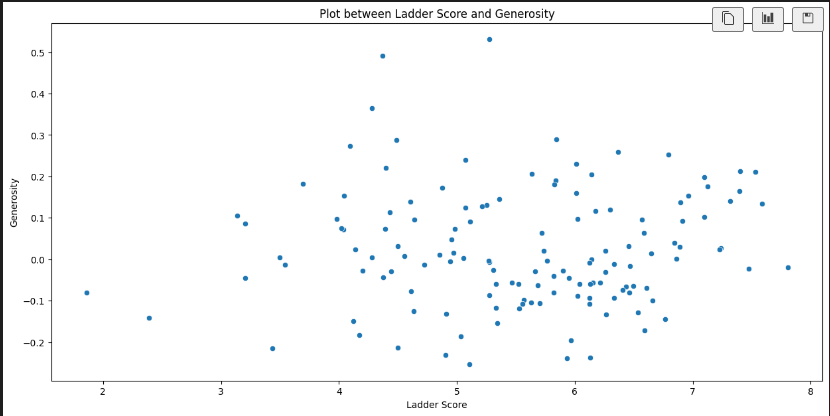 Plot between Ladder Score and Generosity
0.5
0.4
0.3
0.2
0.1
0.0
−0.1
−0.2
Generosity
2 3 4 5 6 7 8
Ladder Score